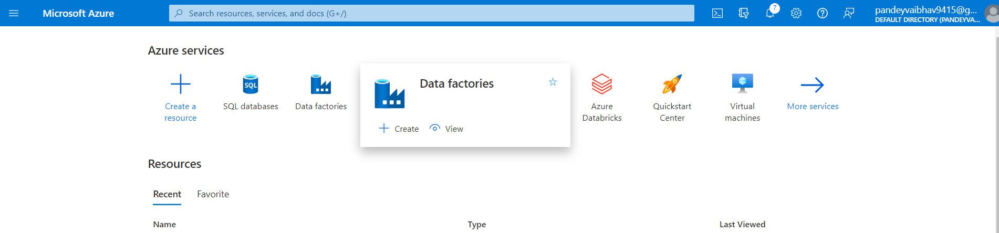 Microsoft Azure
Search resources, services, and docs (G+/)
7
pandeyvaibhav9415@g...
DEFAULT DIRECTORY (PANDEYVA...
Azure services
Create a
resource
SQL
SQL databases
Data factories
Data factories
Create
View
Azure
Databricks
Quickstart
Center
Virtual
machines
More services
Resources
Recent
Favorite
Name
Type
Last Viewed